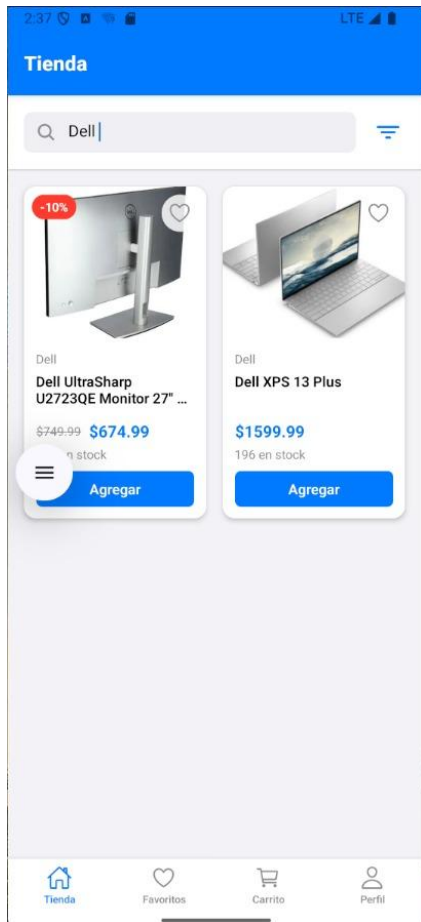 2:37
LTE
Tienda
Dell
-10%
Dell
Dell UltraSharp
U2723QE Monitor 27" ...
$749.99 $674.99
en stock
Agregar
Dell
Dell XPS 13 Plus
$1599.99
196 en stock
Agregar
Tienda
Favoritos
Carrito
Perfil